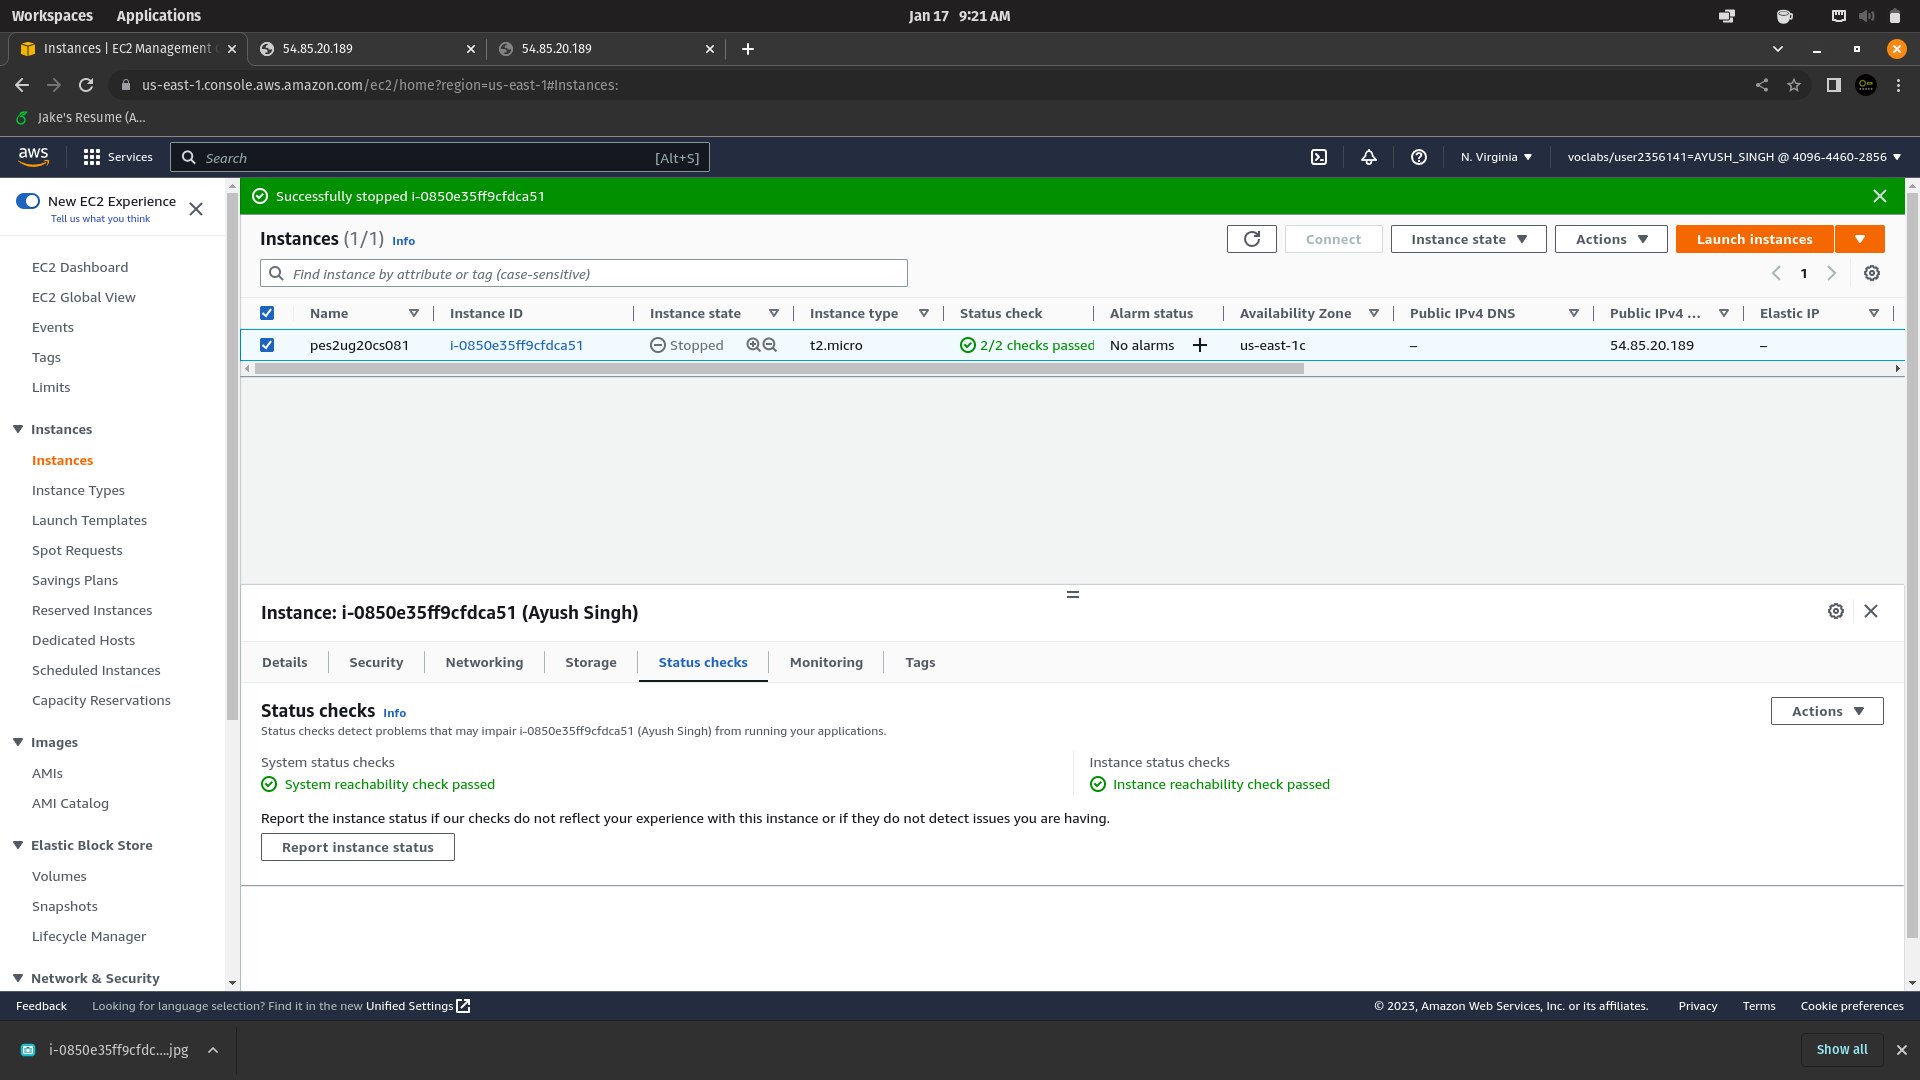 Workspaces Applications Jan 17 9:21 AM
Instances | EC2 Management 54.85.20.189 54.85.20.189
us-east-1.console.aws.amazon.com/ec2/home?region=us-east-1#Instances:
Jake's Resume (A...
aws Services Search [Alt+S] N. Virginia voclabs/user2356141=AYUSH_SINGH @ 4096-4460-2856
New EC2 Experience
Tell us what you think
EC2 Dashboard
EC2 Global View
Events
Tags
Limits
Instances
Instances
Instance Types
Launch Templates
Spot Requests
Savings Plans
Reserved Instances
Dedicated Hosts
Scheduled Instances
Capacity Reservations
Images
AMIs
AMI Catalog
Elastic Block Store
Volumes
Snapshots
Lifecycle Manager
Network & Security
Successfully stopped i-0850e35ff9cfdca51
Instances (1/1) Info Connect Instance state Actions Launch instances
Find instance by attribute or tag (case-sensitive) 1
Name Instance ID Instance state Instance type Status check Alarm status Availability Zone Public IPv4 DNS Public IPv4 ... Elastic IP
pes2ug20cs081 i-0850e35ff9cfdca51 Stopped t2.micro 2/2 checks passed No alarms + us-east-1c – 54.85.20.189 –
Instance: i-0850e35ff9cfdca51 (Ayush Singh)
Details Security Networking Storage Status checks Monitoring Tags
Status checks Info Actions
Status checks detect problems that may impair i-0850e35ff9cfdca51 (Ayush Singh) from running your applications.
System status checks Instance status checks
System reachability check passed Instance reachability check passed
Report the instance status if our checks do not reflect your experience with this instance or if they do not detect issues you are having.
Report instance status
Feedback Looking for language selection? Find it in the new Unified Settings © 2023, Amazon Web Services, Inc. or its affiliates. Privacy Terms Cookie preferences
i-0850e35ff9cfdc....jpg Show all